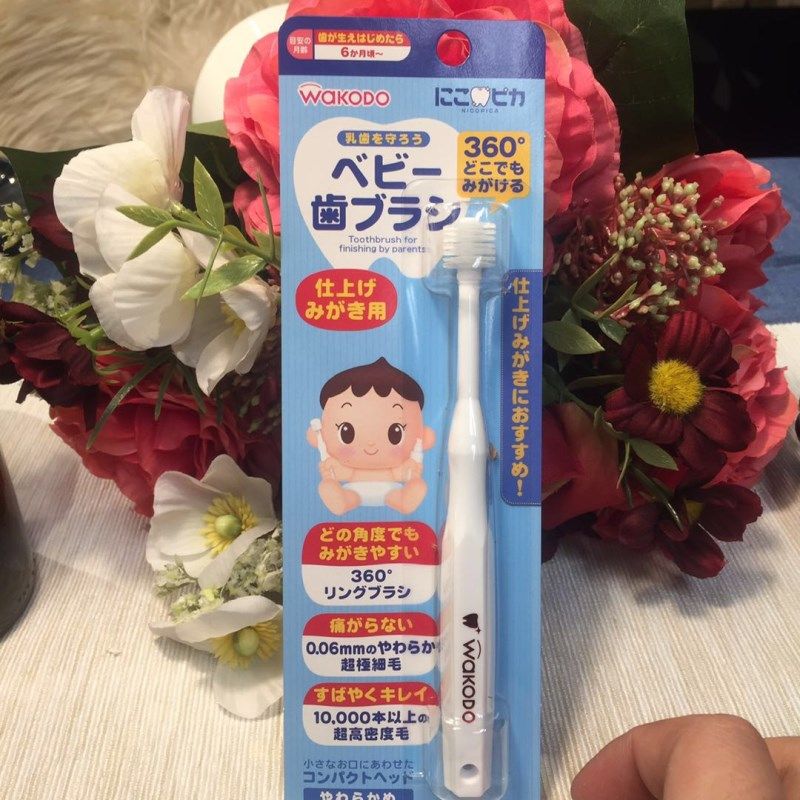 目安の
月齢
歯が生えはじめたら
6か月頃～
WAKODO
にこピカ
NICOPICA
乳歯を守ろう
ベビー
歯ブラシ
Toothbrush for
finishing by parents
360°
どこでも
みがける
仕上げ
みがき用
仕上げみがきにおすすめ!
どの角度でも
みがきやすい
360°
リングブラシ
痛がらない
0.06mmのやわらか
超極細毛
すばやくキレイ
10,000本以上の
超高密度毛
小さなお口にあわせた
コンパクトヘッド
やわらかめ
WAKODO